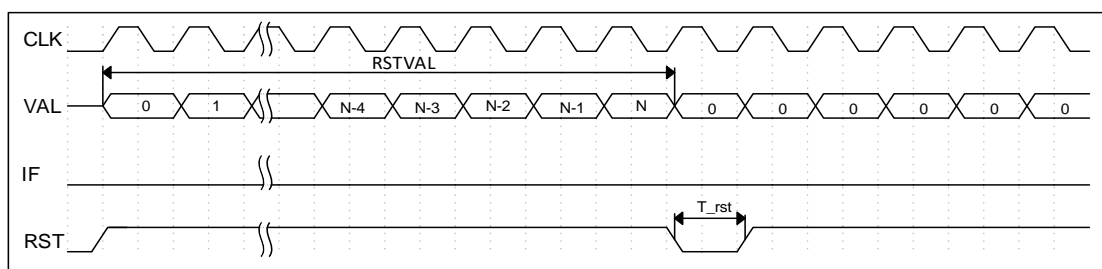 CLK
RSTVAL
VAL 0 1 N-4 N-3 N-2 N-1 N 0 0 0 0 0 0
IF
T_rst
RST